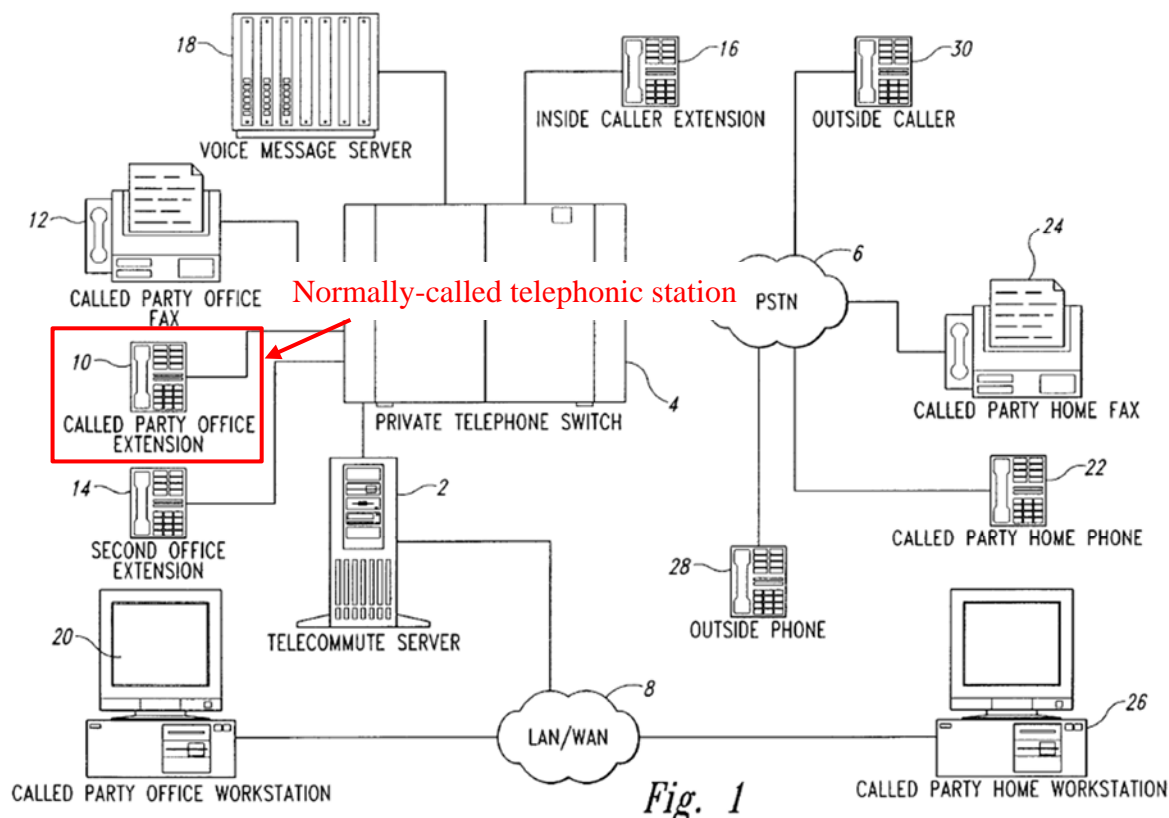 18
VOICE MESSAGE SERVER
16
INSIDE CALLER EXTENSION
30
OUTSIDE CALLER
12
CALLED PARTY OFFICE
FAX
Normally-called telephonic station
6
PSTN
24
CALLED PARTY HOME FAX
10
CALLED PARTY OFFICE
EXTENSION
4
PRIVATE TELEPHONE SWITCH
14
SECOND OFFICE
EXTENSION
2
TELECOMMUTE SERVER
22
CALLED PARTY HOME PHONE
28
OUTSIDE PHONE
20
CALLED PARTY OFFICE WORKSTATION
8
LAN/WAN
26
CALLED PARTY HOME WORKSTATION
Fig. 1